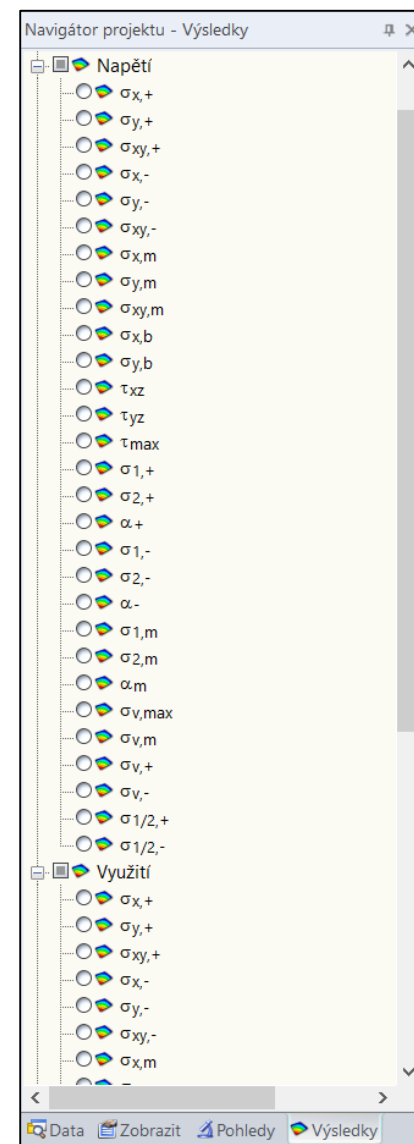 Navigátor projektu - Výsledky
Napětí
σx,+
σy,+
σxy,+
σx,-
σy,-
σxy,-
σx,m
σy,m
σxy,m
σx,b
σy,b
τxz
τyz
τmax
σ1,+
σ2,+
α+
σ1,-
σ2,-
α-
σ1,m
σ2,m
αm
σv,max
σv,m
σv,+
σv,-
σ1/2,+
σ1/2,-
Využití
σx,+
σy,+
σxy,+
σx,-
σy,-
σxy,-
σx,m
Data Zobrazit Pohledy Výsledky